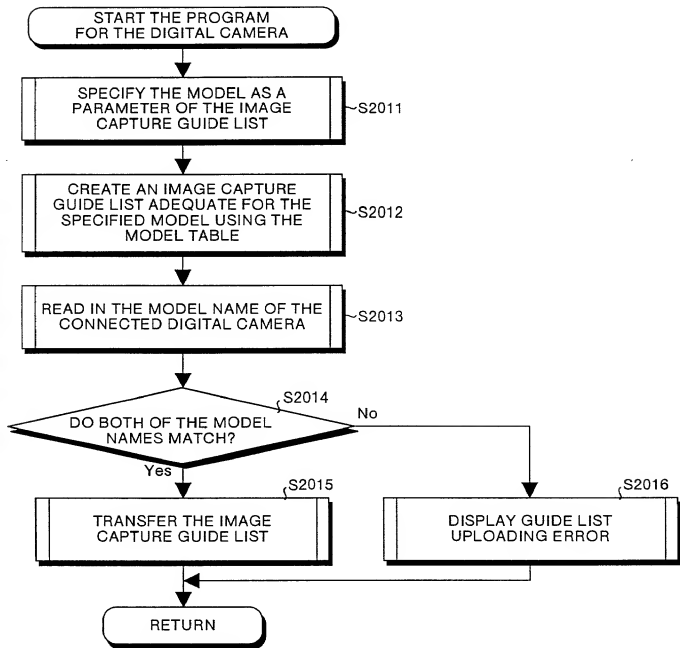 START THE PROGRAM
FOR THE DIGITAL CAMERA
SPECIFY THE MODEL AS A
PARAMETER OF THE IMAGE
CAPTURE GUIDE LIST
S2011
CREATE AN IMAGE CAPTURE
GUIDE LIST ADEQUATE FOR THE
SPECIFIED MODEL USING THE
MODEL TABLE
S2012
READ IN THE MODEL NAME OF THE
CONNECTED DIGITAL CAMERA
S2013
S2014
DO BOTH OF THE MODEL
NAMES MATCH?
No
Yes
S2015
TRANSFER THE IMAGE
CAPTURE GUIDE LIST
S2016
DISPLAY GUIDE LIST
UPLOADING ERROR
RETURN